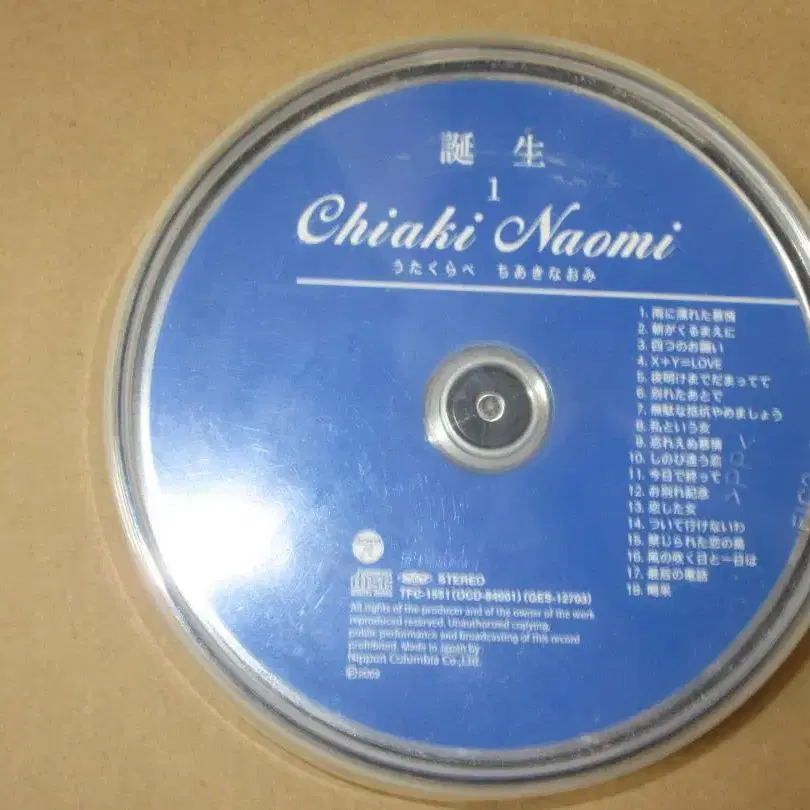 誕生
1
Chiaki Naomi
うたくらべ ちあきなおみ
1. 雨に濡れた慕情
2. 朝がくるまえに
3. 四つのお願い
4. X+Y=LOVE
5. 夜明けまでだまってて
6. 別れたあとで
7. 無駄な抵抗やめましょう
8. 私という女
9. 忘れえぬ慕情
10. しのび逢う恋
11. 今日で終って
12. お別れ記念
13. 恋した女
14. ついて行けないわ
15. 禁じられた恋の島
16. 風の吹く日と一日は
17. 最後の電話
18.
STEREO
TFC-1551(OCD-84001)(GES-12703)
All rights of the producer and of the owner of the work
reproduced reserved. Unauthorized copying,
public performance and broadcasting of this record
prohibited. Made in Japan by
Nippon Columbia Co.,Ltd.
Ⓟ2009